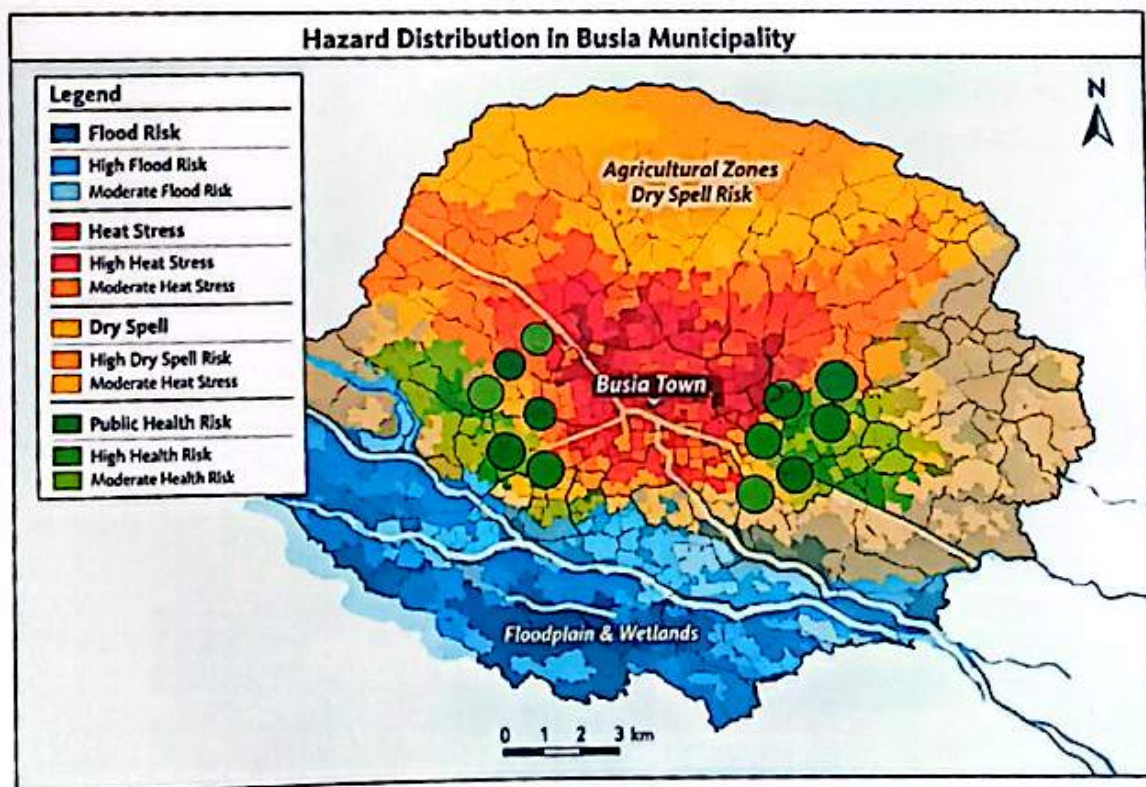 Hazard Distribution in Busia Municipality
Legend
Flood Risk
High Flood Risk
Moderate Flood Risk
Heat Stress
High Heat Stress
Moderate Heat Stress
Dry Spell
High Dry Spell Risk
Moderate Heat Stress
Public Health Risk
High Health Risk
Moderate Health Risk
N
Agricultural Zones
Dry Spell Risk
Busia Town
Floodplain & Wetlands
0 1 2 3 km